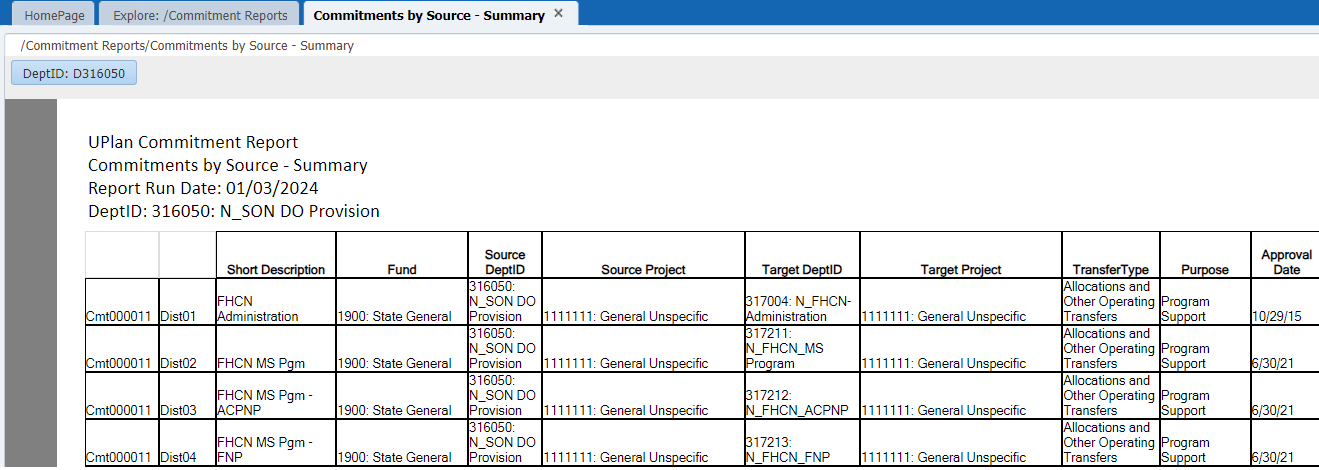 HomePage
Explore: /Commitment Reports
Commitments by Source - Summary ×
/Commitment Reports/Commitments by Source - Summary
DeptID: D316050
UPlan Commitment Report
Commitments by Source - Summary
Report Run Date: 01/03/2024
DeptID: 316050: N_SON DO Provision
Short Description
Fund
Source
DeptID
Source Project
Target DeptID
Target Project
TransferType
Purpose
Approval
Date
Cmt000011
Dist01
FHCN
Administration
1900: State General
316050:
N_SON DO
Provision
1111111: General Unspecific
317004: N_FHCN-
Administration
1111111: General Unspecific
Allocations and
Other Operating
Transfers
Program
Support
10/29/15
Cmt000011
Dist02
FHCN MS Pgm
1900: State General
316050:
N_SON DO
Provision
1111111: General Unspecific
317211:
N_FHCN_MS
Program
1111111: General Unspecific
Allocations and
Other Operating
Transfers
Program
Support
6/30/21
Cmt000011
Dist03
FHCN MS Pgm -
ACPNP
1900: State General
316050:
N_SON DO
Provision
1111111: General Unspecific
317212:
N_FHCN_ACPNP
1111111: General Unspecific
Allocations and
Other Operating
Transfers
Program
Support
6/30/21
Cmt000011
Dist04
FHCN MS Pgm -
FNP
1900: State General
316050:
N_SON DO
Provision
1111111: General Unspecific
317213:
N_FHCN_FNP
1111111: General Unspecific
Allocations and
Other Operating
Transfers
Program
Support
6/30/21